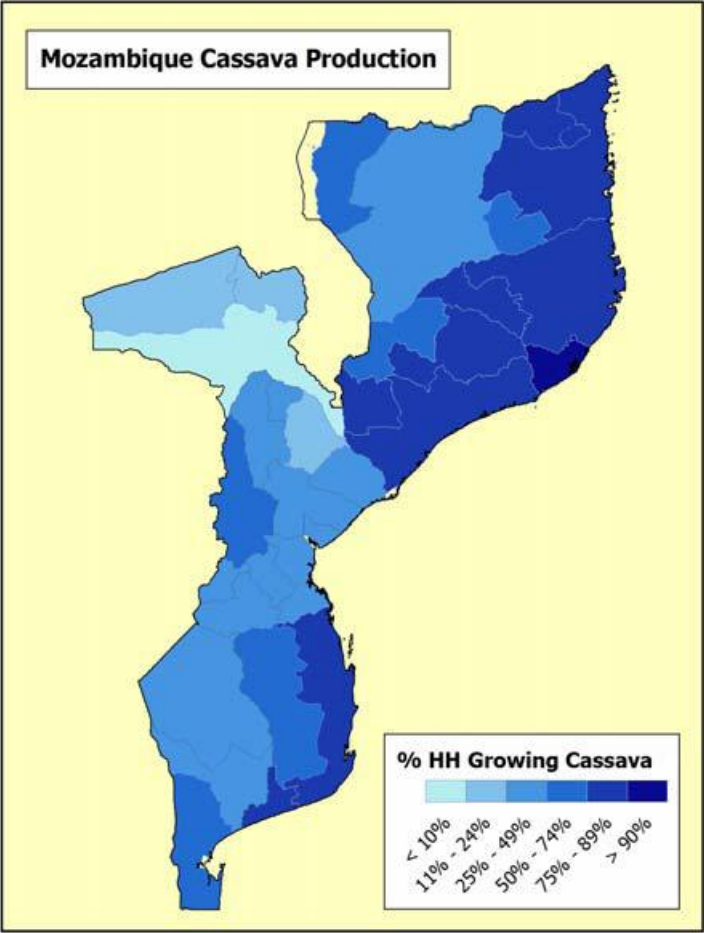 Mozambique Cassava Production
% HH Growing Cassava
< 10%
11% - 24%
25% - 49%
50% - 74%
75% - 89%
> 90%